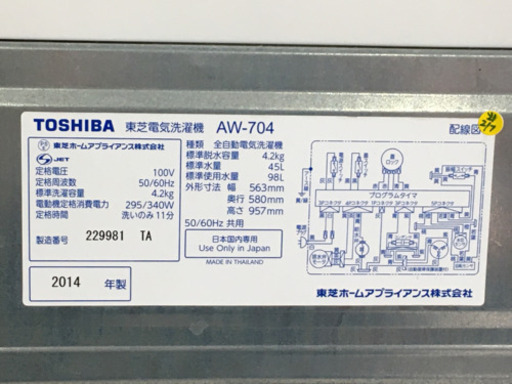 TOSHIBA 東芝電気洗濯機 AW-704
配線図
東芝ホームアプライアンス株式会社
JET
定格電圧 100V
定格周波数 50/60Hz
標準洗濯容量 4.2kg
電動機定格消費電力 295/340W
定格時間 洗いのみ 11分
製造番号 229981 TA
2014 年製
種類 全自動電気洗濯機
標準脱水容量 4.2kg
標準水量 45L
標準使用水量 98L
外形寸法 幅 563mm
奥行 580mm
高さ 957mm
50/60Hz 共用
日本国内専用
Use Only in Japan
MADE IN THAILAND
プログラムタイマ
東芝ホームアプライアンス株式会社